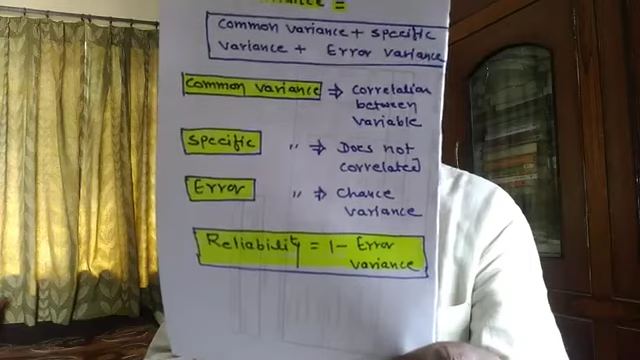 Common variance + specific
variance + Error variance
Common variance ⇒ correlation
between
variable
Specific " ⇒ Does not
correlated
Error " ⇒ Chance
variance
Reliability = 1 - Error
variance